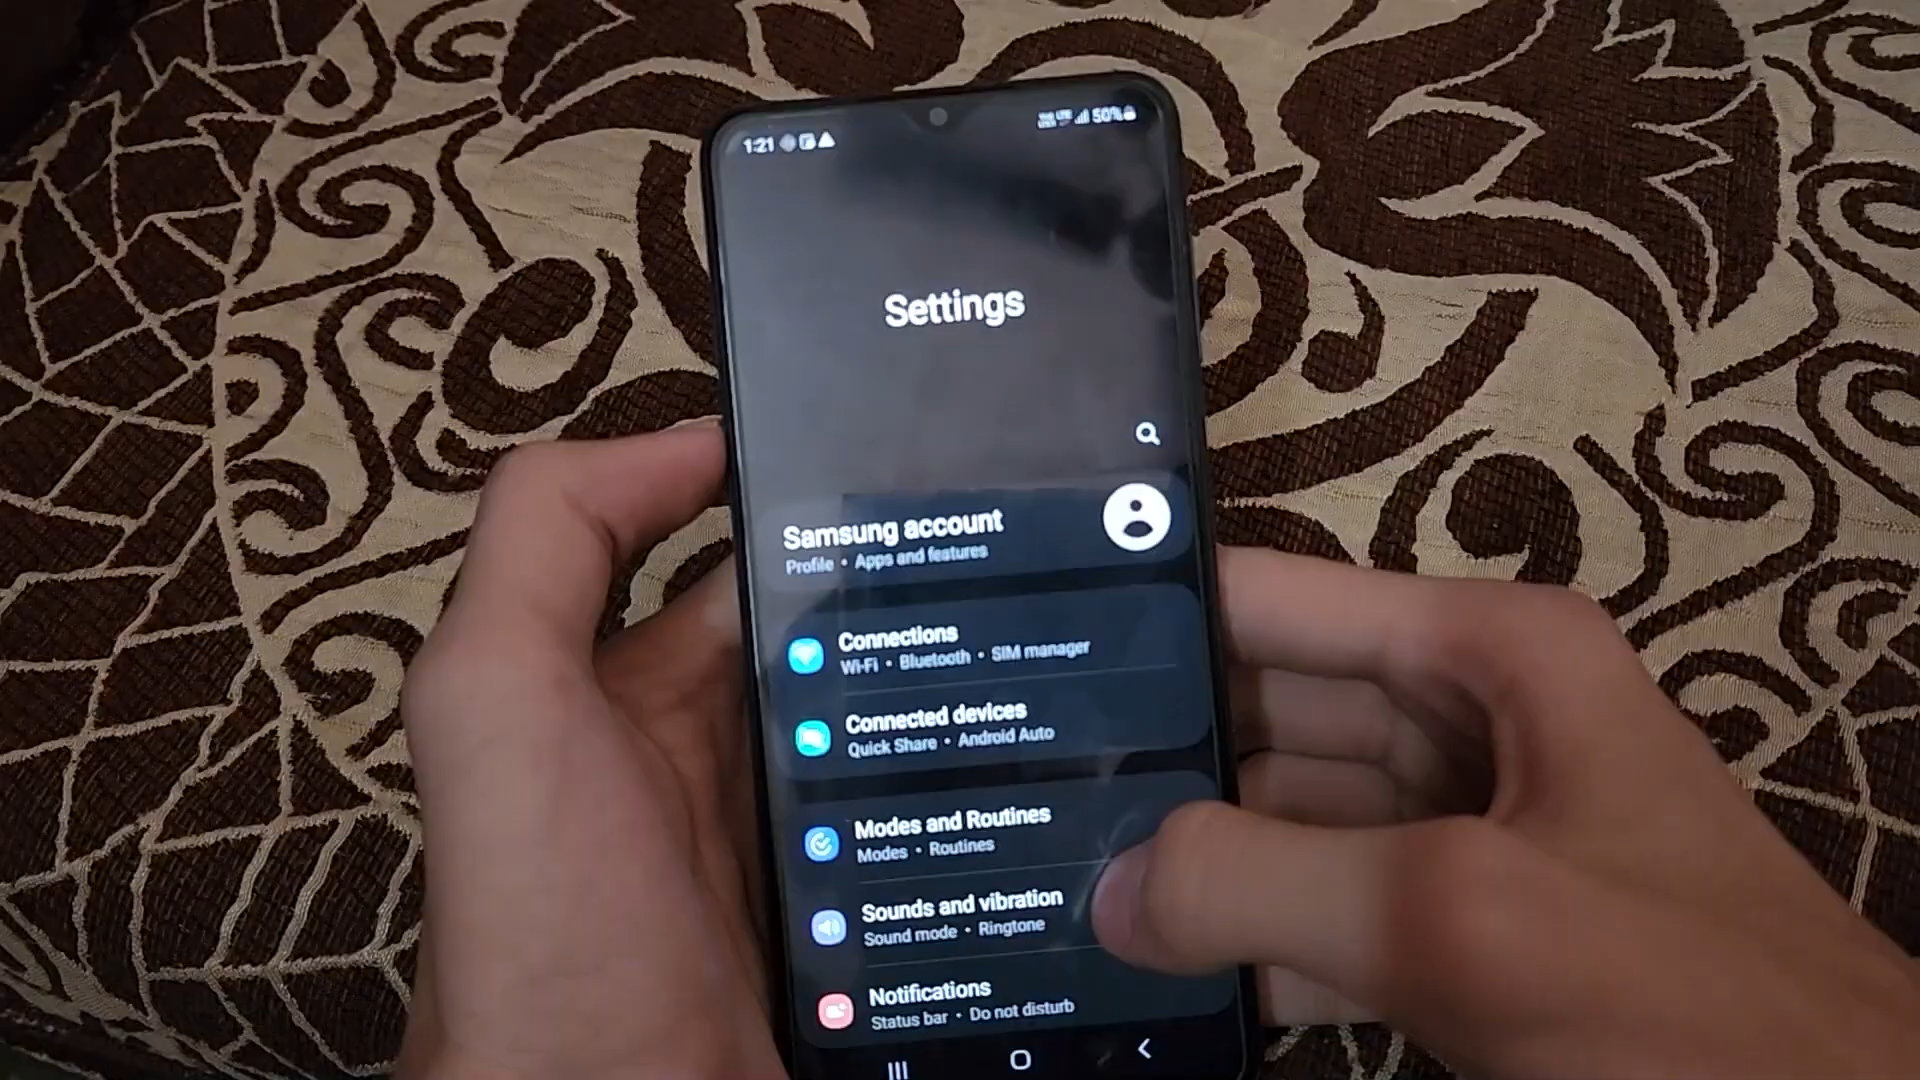 1:21
LTE 50%
Settings
Samsung account
Profile • Apps and features
Connections
Wi-Fi • Bluetooth • SIM manager
Connected devices
Quick Share • Android Auto
Modes and Routines
Modes • Routines
Sounds and vibration
Sound mode • Ringtone
Notifications
Status bar • Do not disturb